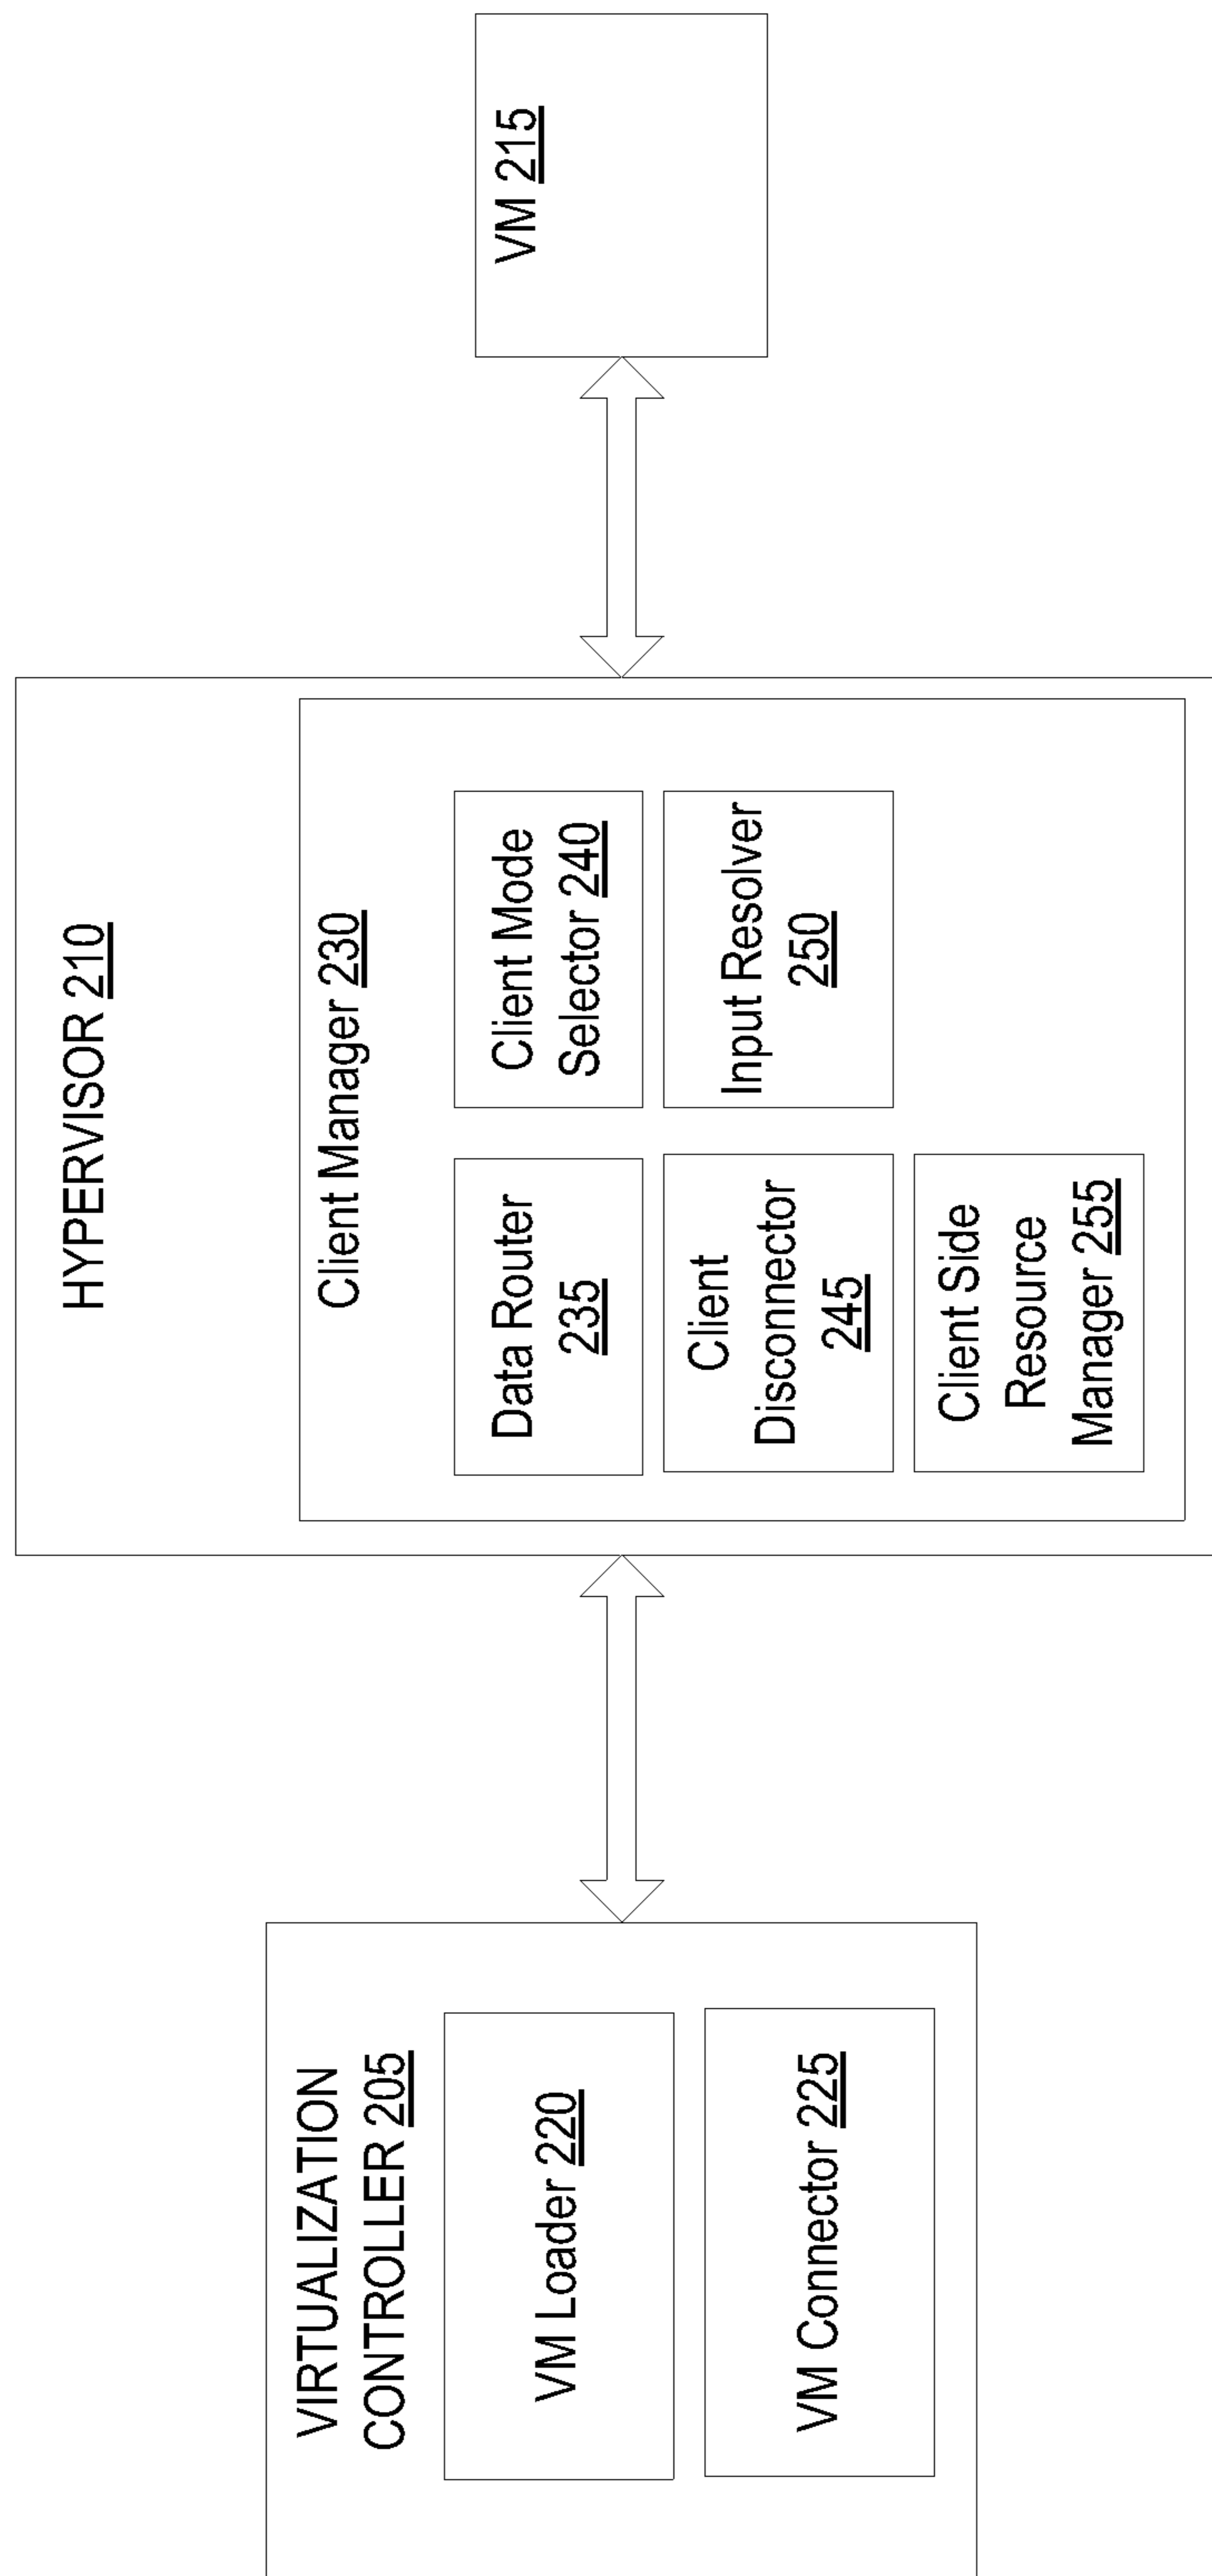 VIRTUALIZATION
CONTROLLER 205
VM Loader 220
VM Connector 225
HYPERVISOR 210
Client Manager 230
Data Router
235
Client Mode
Selector 240
Client
Disconnector
245
Input Resolver
250
Client Side
Resource
Manager 255
VM 215